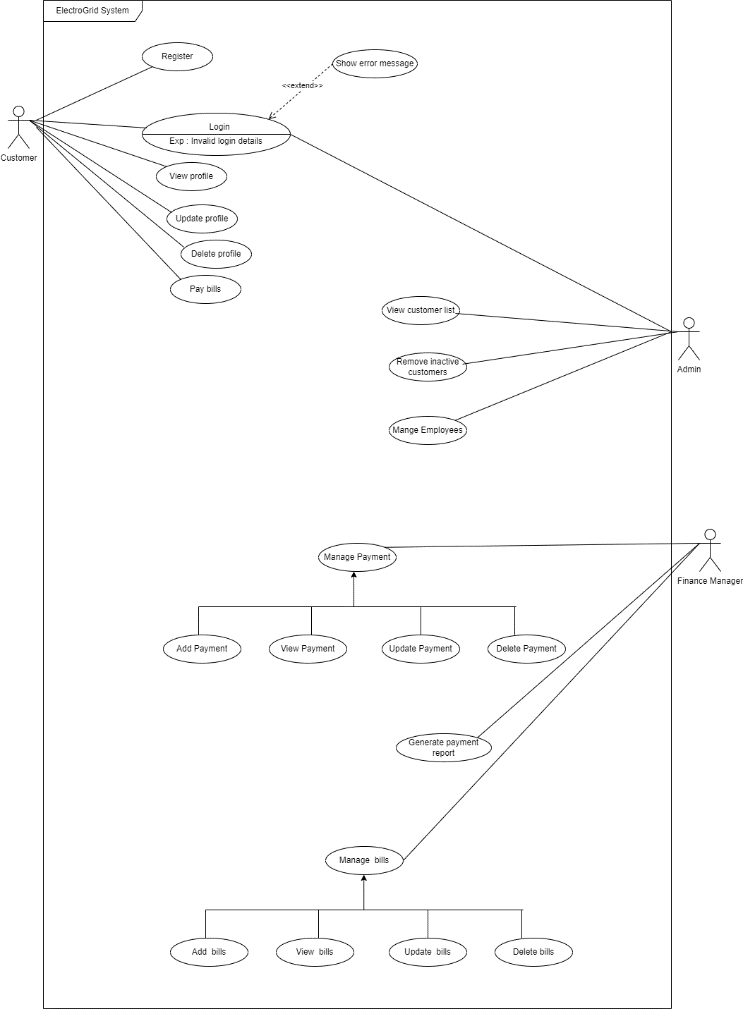 ElectroGrid System
Register
Show error message
<<extend>>
Login
Exp : Invalid login details
Customer
View profile
Update profile
Delete profile
Pay bills
View customer list
Remove inactive
customers
Admin
Mange Employees
Manage Payment
Finance Manager
Add Payment
View Payment
Update Payment
Delete Payment
Generate payment
report
Manage bills
Add bills
View bills
Update bills
Delete bills